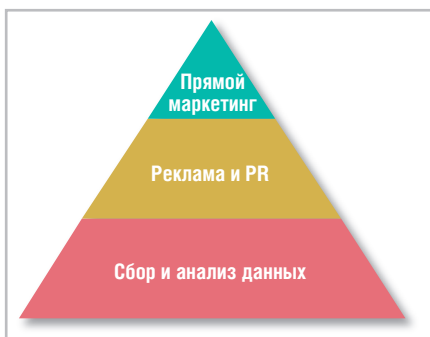 Прямой
маркетинг
Реклама и PR
Сбор и анализ данных